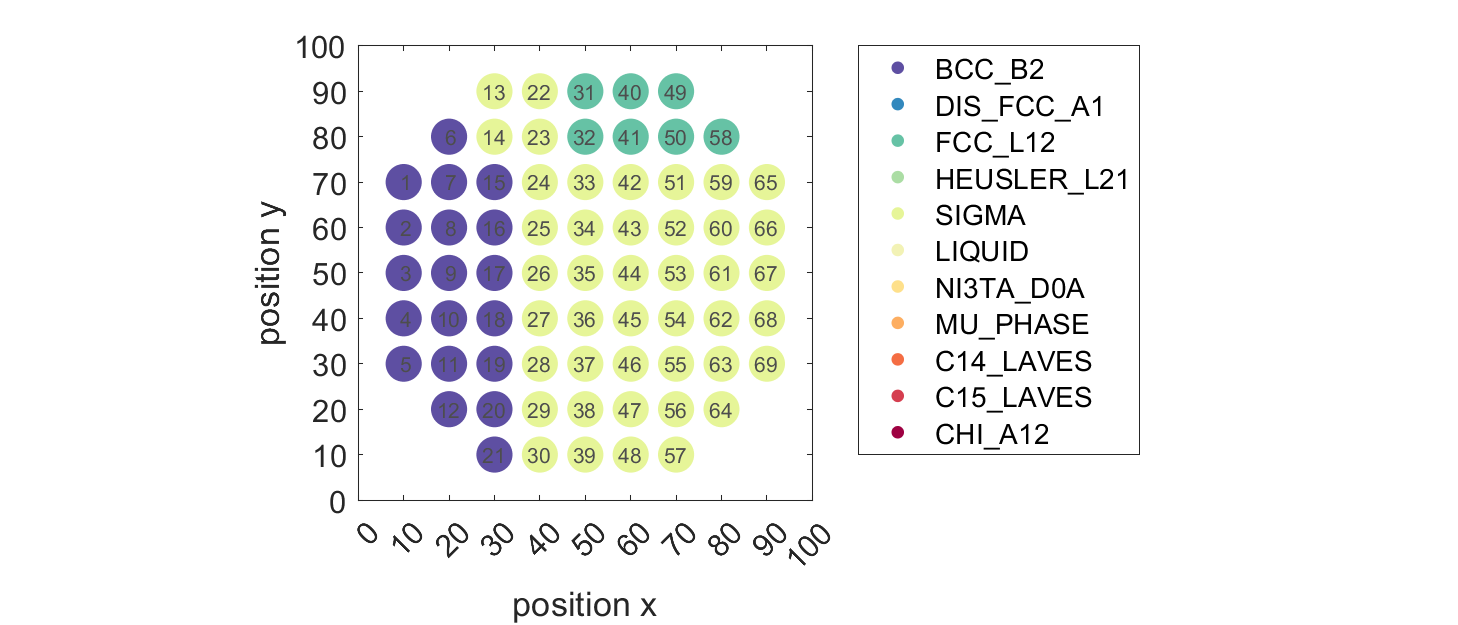 100
90
80
70
60
50
40
30
20
10
0
position y
13 22 31 40 49
6 14 23 32 41 50 58
1 7 15 24 33 42 51 59 65
2 8 16 25 34 43 52 60 66
3 9 17 26 35 44 53 61 67
4 10 18 27 36 45 54 62 68
5 11 19 28 37 46 55 63 69
12 20 29 38 47 56 64
21 30 39 48 57
0 10 20 30 40 50 60 70 80 90 100
position x
BCC_B2
DIS_FCC_A1
FCC_L12
HEUSLER_L21
SIGMA
LIQUID
NI3TA_D0A
MU_PHASE
C14_LAVES
C15_LAVES
CHI_A12